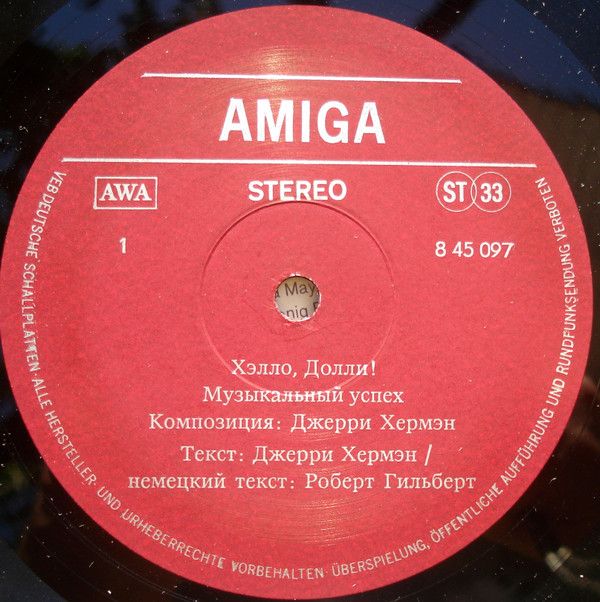 AMIGA
AWA
STEREO
ST 33
1
8 45 097
Хэлло, Долли!
Музыкальный успех
Композиция: Джерри Хермэн
Текст: Джерри Хермэн /
немецкий текст: Роберт Гильберт
VEB DEUTSCHE SCHALLPLATTEN · ALLE HERSTELLER- UND URHEBERRECHTE VORBEHALTEN · ÜBERSPIELUNG, ÖFFENTLICHE AUFFÜHRUNG UND RUNDFUNKSENDUNG VERBOTEN